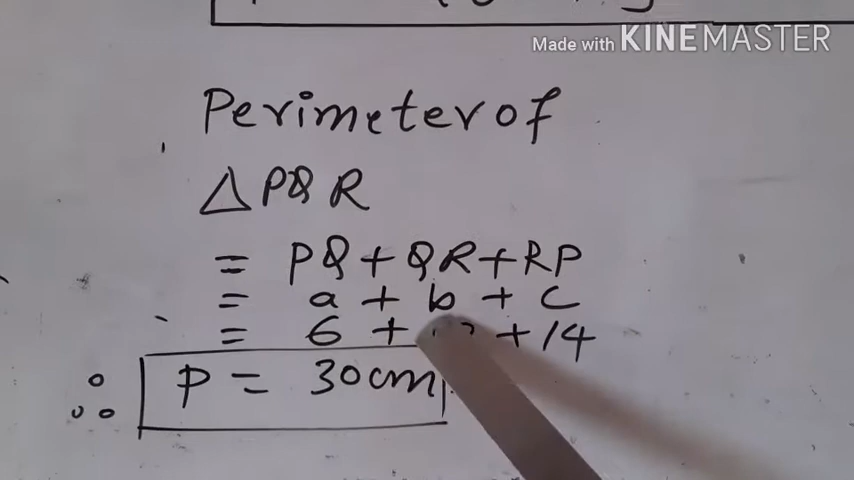 Made with KINEMASTER
Perimeter of
△ PQR
= PQ + QR + RP
= a + b + c
= 6 + + 14
∴ P = 30cm